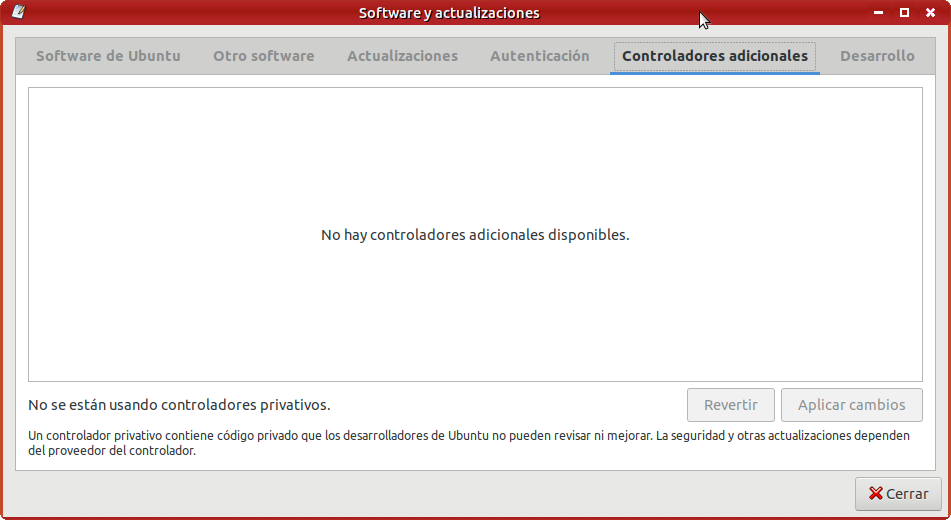 Software y actualizaciones
Software de Ubuntu
Otro software
Actualizaciones
Autenticación
Controladores adicionales
Desarrollo
No hay controladores adicionales disponibles.
No se están usando controladores privativos.
Revertir
Aplicar cambios
Un controlador privativo contiene código privado que los desarrolladores de Ubuntu no pueden revisar ni mejorar. La seguridad y otras actualizaciones dependen
del proveedor del controlador.
Cerrar